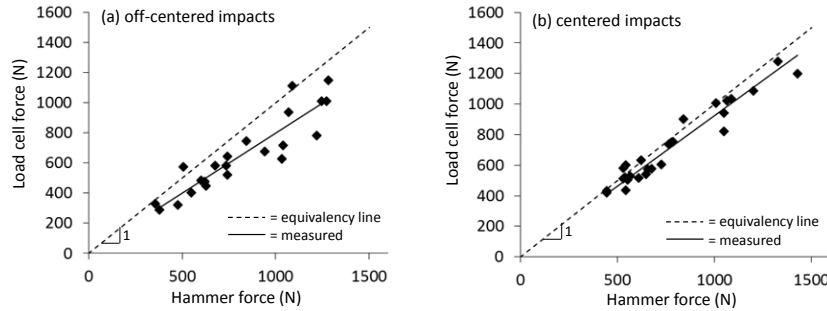 (a) off-centered impacts
1600
1400
1200
1000
800
600
400
200
0
Load cell force (N)
= equivalency line
= measured
1
0
500
1000
1500
Hammer force (N)
(b) centered impacts
1600
1400
1200
1000
800
600
400
200
0
Load cell force (N)
= equivalency line
= measured
1
0
500
1000
1500
Hammer force (N)